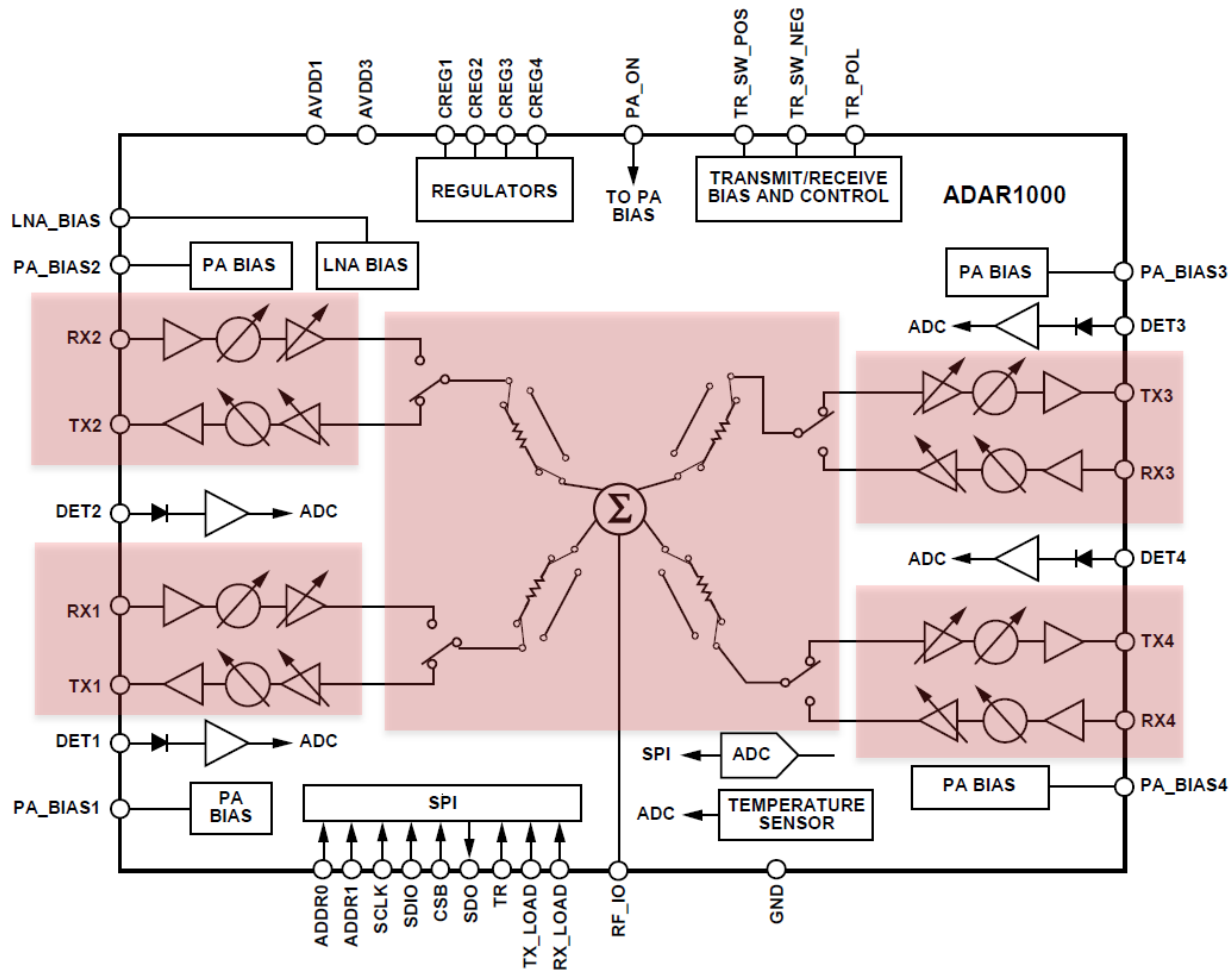 AVDD1
AVDD3
CREG1
CREG2
CREG3
CREG4
PA_ON
TR_SW_POS
TR_SW_NEG
TR_POL
REGULATORS
TO PA
BIAS
TRANSMIT/RECEIVE
BIAS AND CONTROL
ADAR1000
LNA_BIAS
PA_BIAS2
PA BIAS
LNA BIAS
PA BIAS
PA_BIAS3
RX2
ADC
DET3
TX2
TX3
RX3
DET2
ADC
Σ
ADC
DET4
RX1
TX1
TX4
RX4
DET1
ADC
SPI
ADC
PA_BIAS1
PA
BIAS
SPI
ADC
TEMPERATURE
SENSOR
PA BIAS
PA_BIAS4
ADDR0
ADDR1
SCLK
SDIO
CSB
SDO
TR
TX_LOAD
RX_LOAD
RF_IO
GND